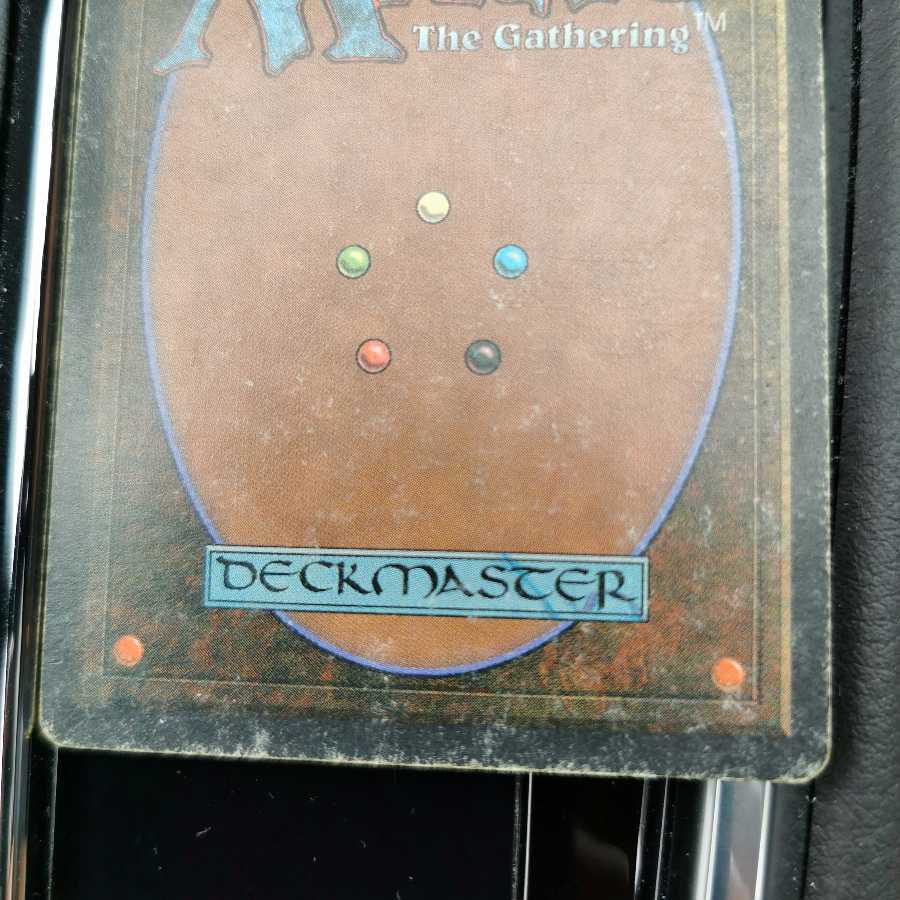 The Gathering™
DECKMASTER